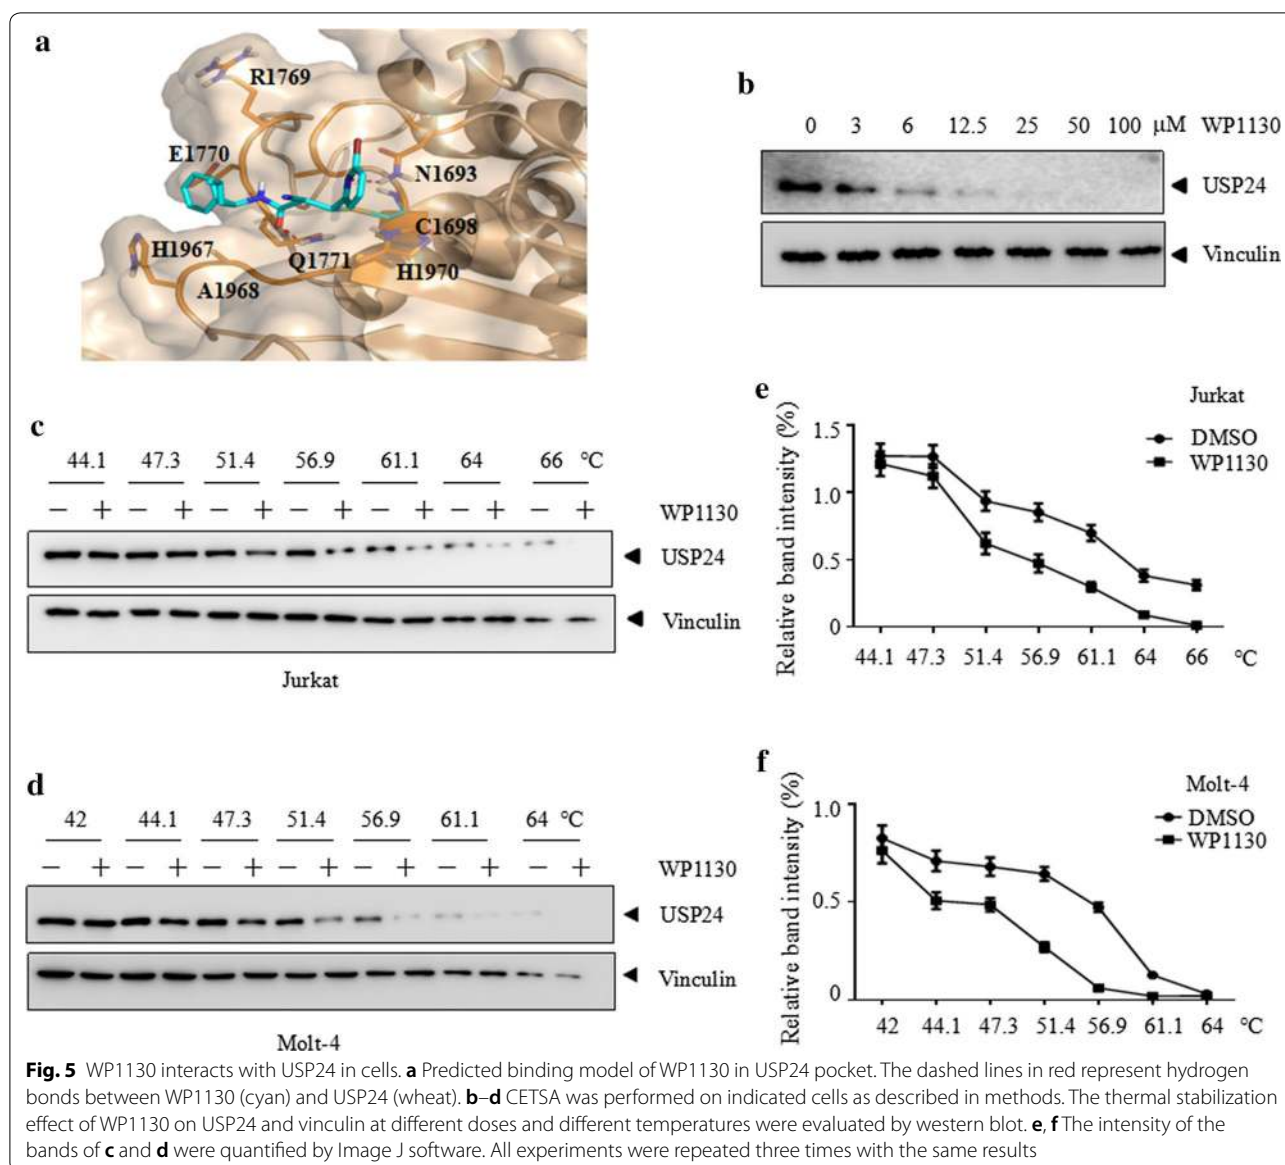 a
R1769
E1770
N1693
C1698
H1967
Q1771
H1970
A1968
b
0 3 6 12.5 25 50 100 μM WP1130
USP24
Vinculin
c
44.1 47.3 51.4 56.9 61.1 64 66 °C
− + − + − + − + − + − + − + WP1130
USP24
Vinculin
Jurkat
e
Jurkat
DMSO
WP1130
Relative band intensity (%)
1.5
1.0
0.5
0
44.1 47.3 51.4 56.9 61.1 64 66 °C
d
42 44.1 47.3 51.4 56.9 61.1 64 °C
− + − + − + − + − + − + − + WP1130
USP24
Vinculin
Molt-4
f
Molt-4
DMSO
WP1130
Relative band intensity (%)
1.0
0.5
0
42 44.1 47.3 51.4 56.9 61.1 64 °C
Fig. 5 WP1130 interacts with USP24 in cells. a Predicted binding model of WP1130 in USP24 pocket. The dashed lines in red represent hydrogen
bonds between WP1130 (cyan) and USP24 (wheat). b–d CETSA was performed on indicated cells as described in methods. The thermal stabilization
effect of WP1130 on USP24 and vinculin at different doses and different temperatures were evaluated by western blot. e, f The intensity of the
bands of c and d were quantified by Image J software. All experiments were repeated three times with the same results